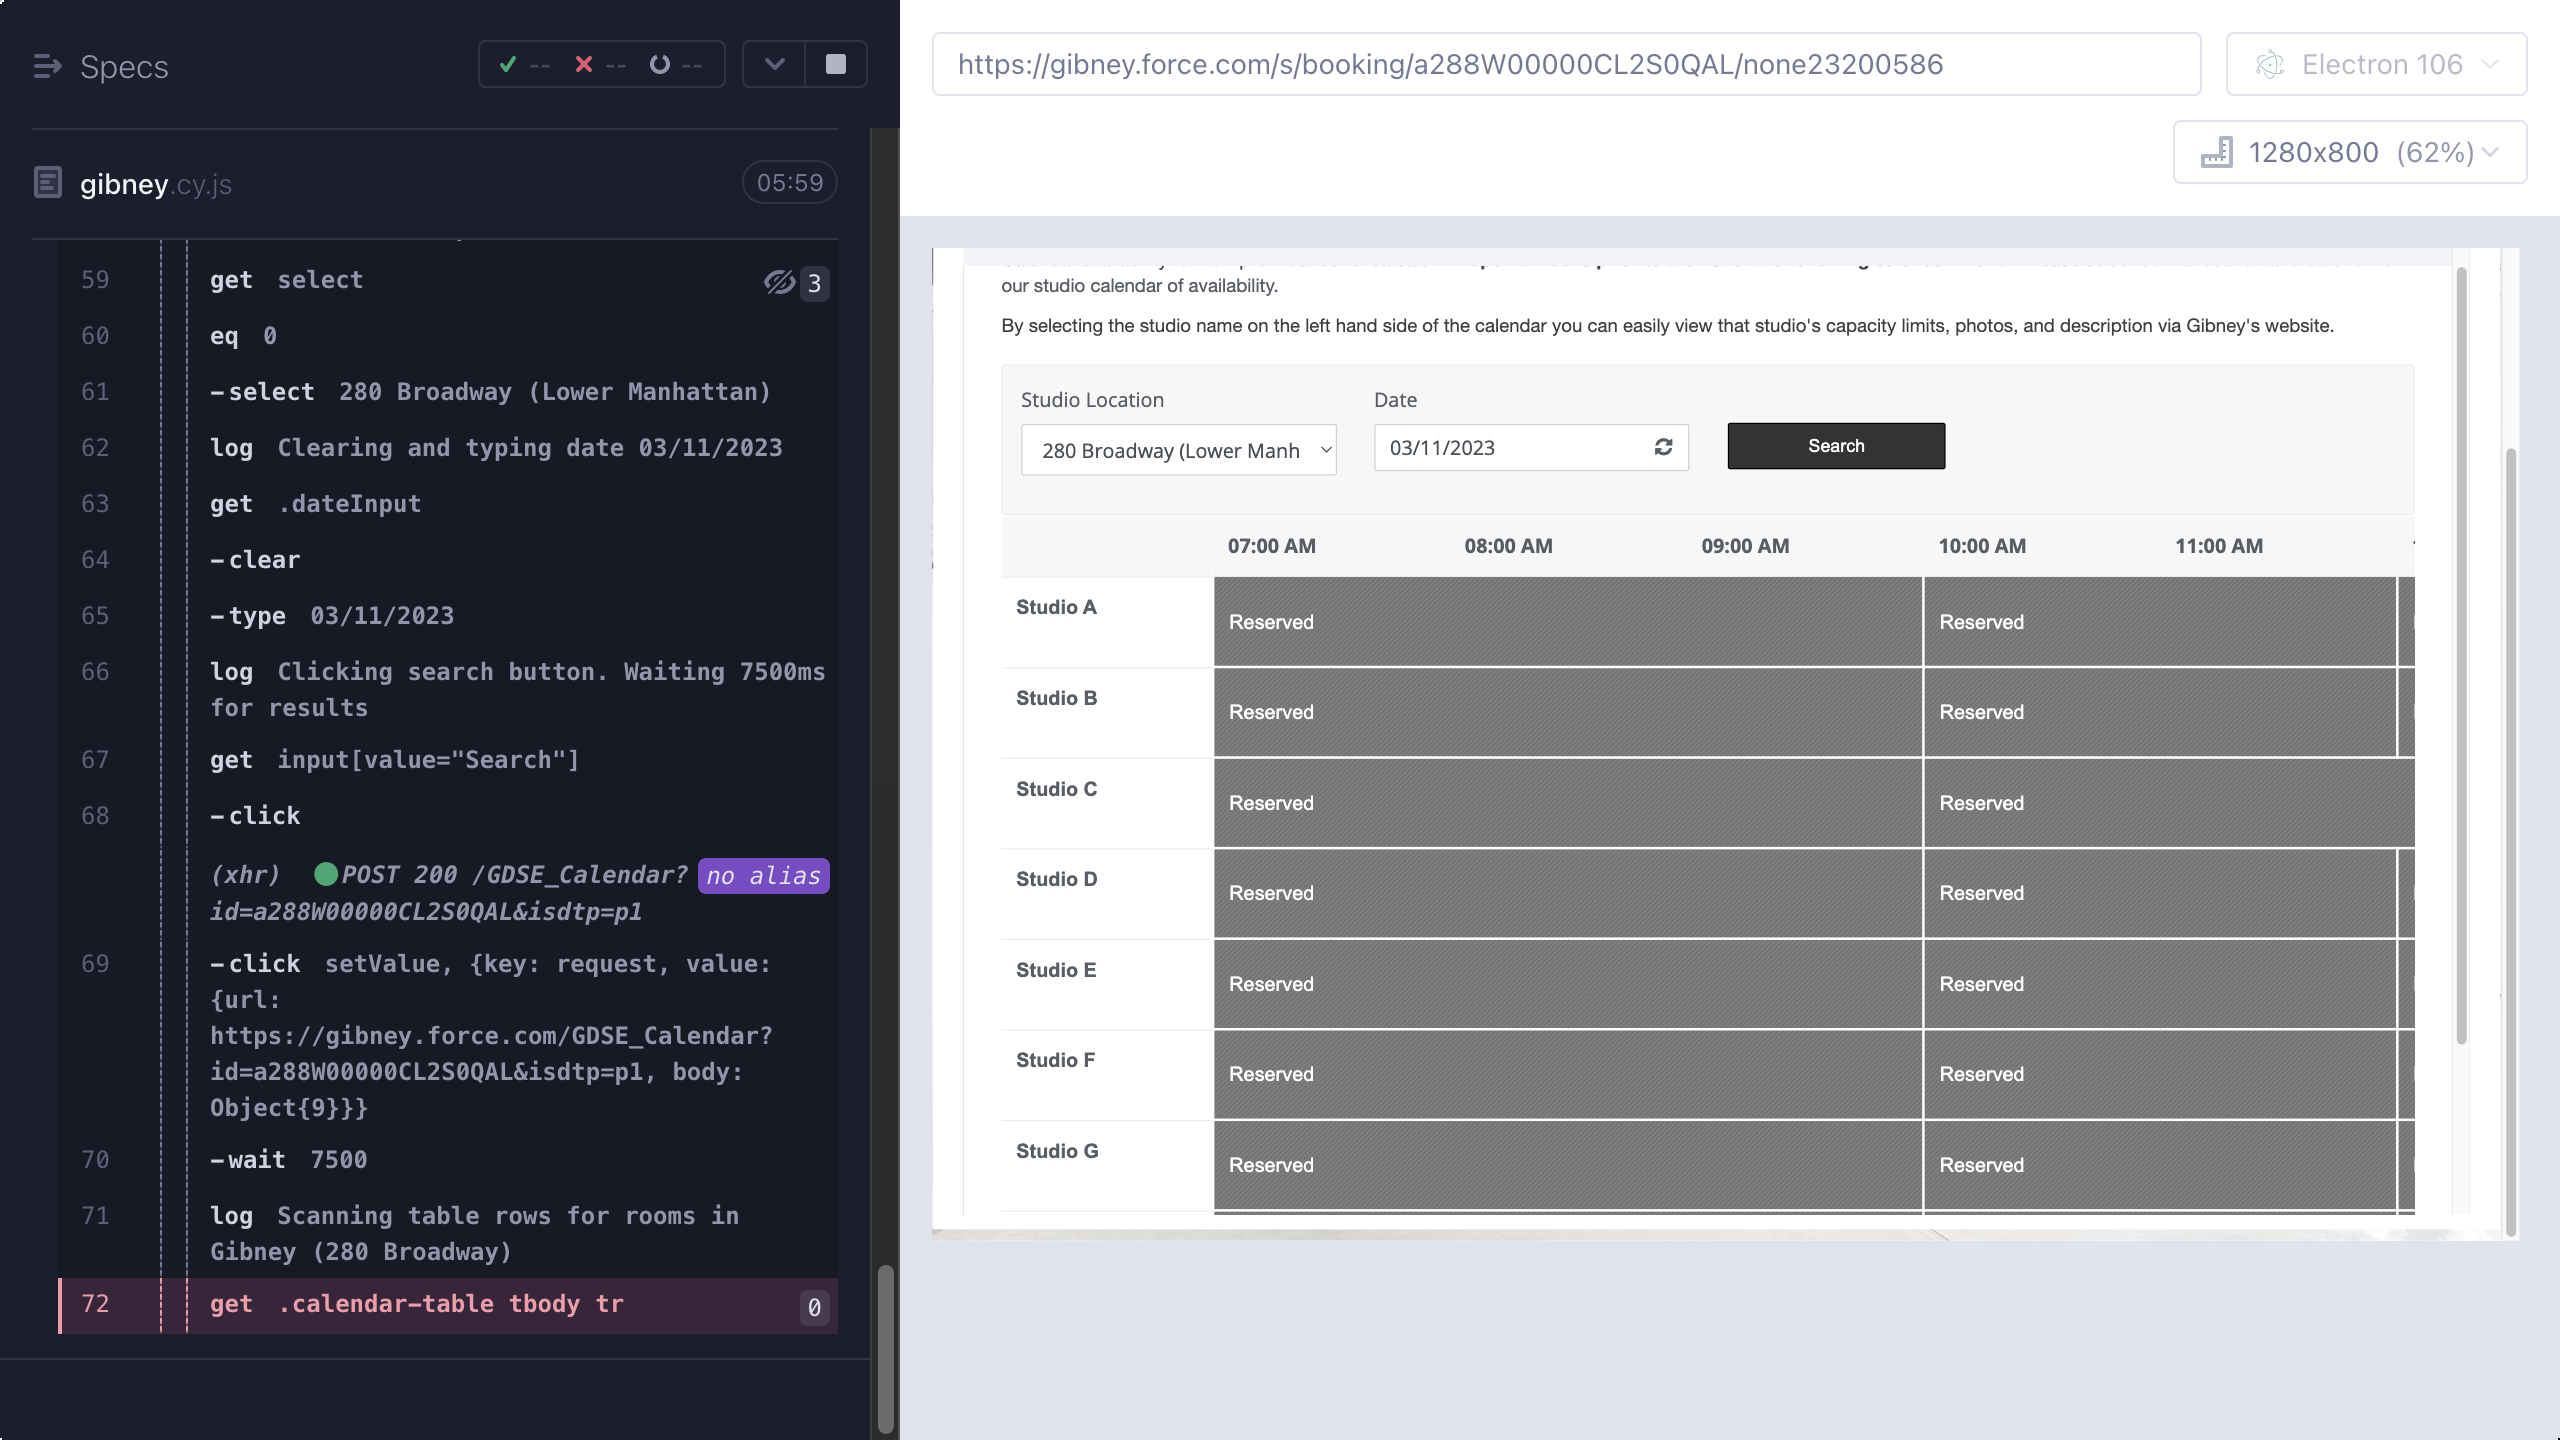 Specs
--
--
--
gibney.cy.js
05:59
59 get select 3
60 eq 0
61 -select 280 Broadway (Lower Manhattan)
62 log Clearing and typing date 03/11/2023
63 get .dateInput
64 -clear
65 -type 03/11/2023
66 log Clicking search button. Waiting 7500ms
for results
67 get input[value="Search"]
68 -click
(xhr) POST 200 /GDSE_Calendar? no alias
id=a288W00000CL2S0QAL&isdtp=p1
69 -click setValue, {key: request, value:
{url:
https://gibney.force.com/GDSE_Calendar?
id=a288W00000CL2S0QAL&isdtp=p1, body:
Object{9}}}
70 -wait 7500
71 log Scanning table rows for rooms in
Gibney (280 Broadway)
72 get .calendar-table tbody tr 0
https://gibney.force.com/s/booking/a288W00000CL2S0QAL/none23200586
Electron 106
1280x800 (62%)
our studio calendar of availability.
By selecting the studio name on the left hand side of the calendar you can easily view that studio's capacity limits, photos, and description via Gibney's website.
Studio Location
Date
280 Broadway (Lower Manh
03/11/2023
Search
07:00 AM 08:00 AM 09:00 AM 10:00 AM 11:00 AM
Studio A Reserved Reserved
Studio B Reserved Reserved
Studio C Reserved Reserved
Studio D Reserved Reserved
Studio E Reserved Reserved
Studio F Reserved Reserved
Studio G Reserved Reserved